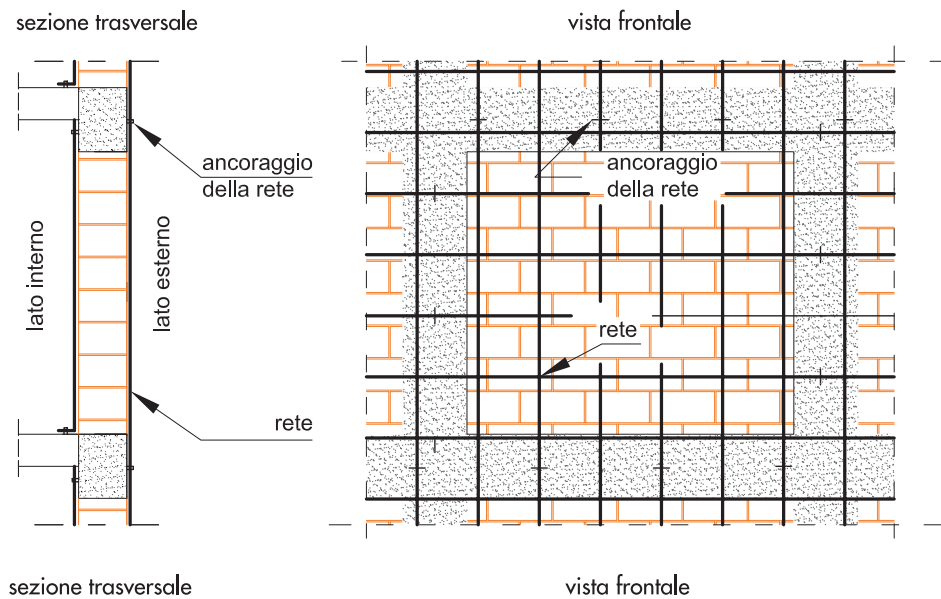 sezione trasversale
vista frontale
ancoraggio
della rete
ancoraggio
della rete
lato interno
lato esterno
rete
rete
sezione trasversale
vista frontale